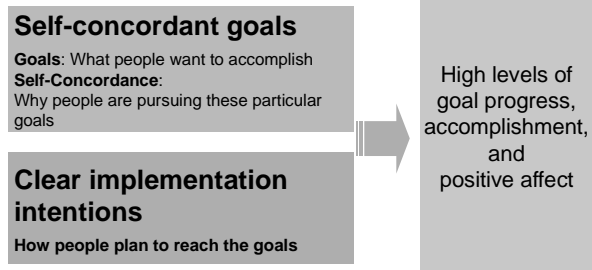 Self-concordant goals
Goals: What people want to accomplish
Self-Concordance:
Why people are pursuing these particular
goals
Clear implementation
intentions
How people plan to reach the goals
High levels of
goal progress,
accomplishment,
and
positive affect